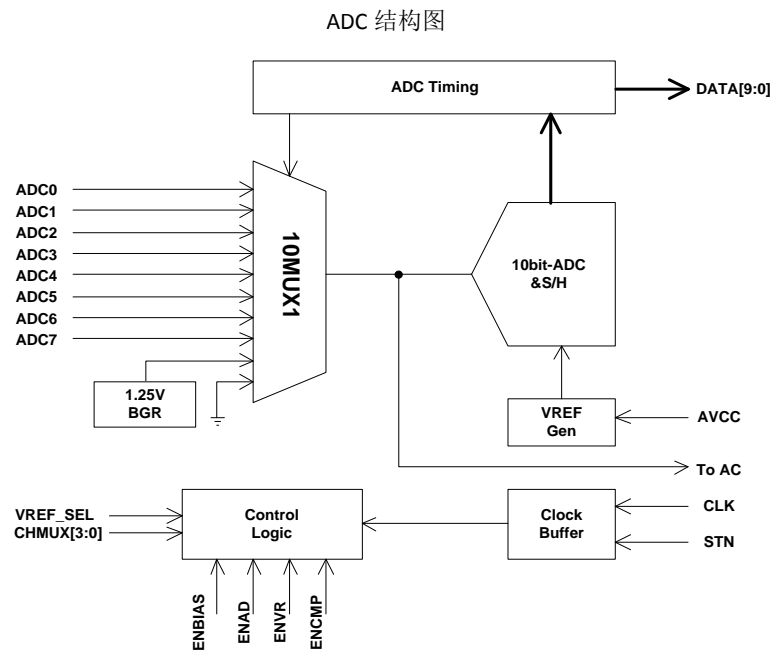 ADC 结构图
ADC Timing
DATA[9:0]
ADC0
ADC1
ADC2
ADC3
ADC4
ADC5
ADC6
ADC7
10MUX1
10bit-ADC
&S/H
1.25V
BGR
VREF
Gen
AVCC
To AC
VREF_SEL
CHMUX[3:0]
Control
Logic
Clock
Buffer
CLK
STN
ENBIAS
ENAD
ENVR
ENCMP